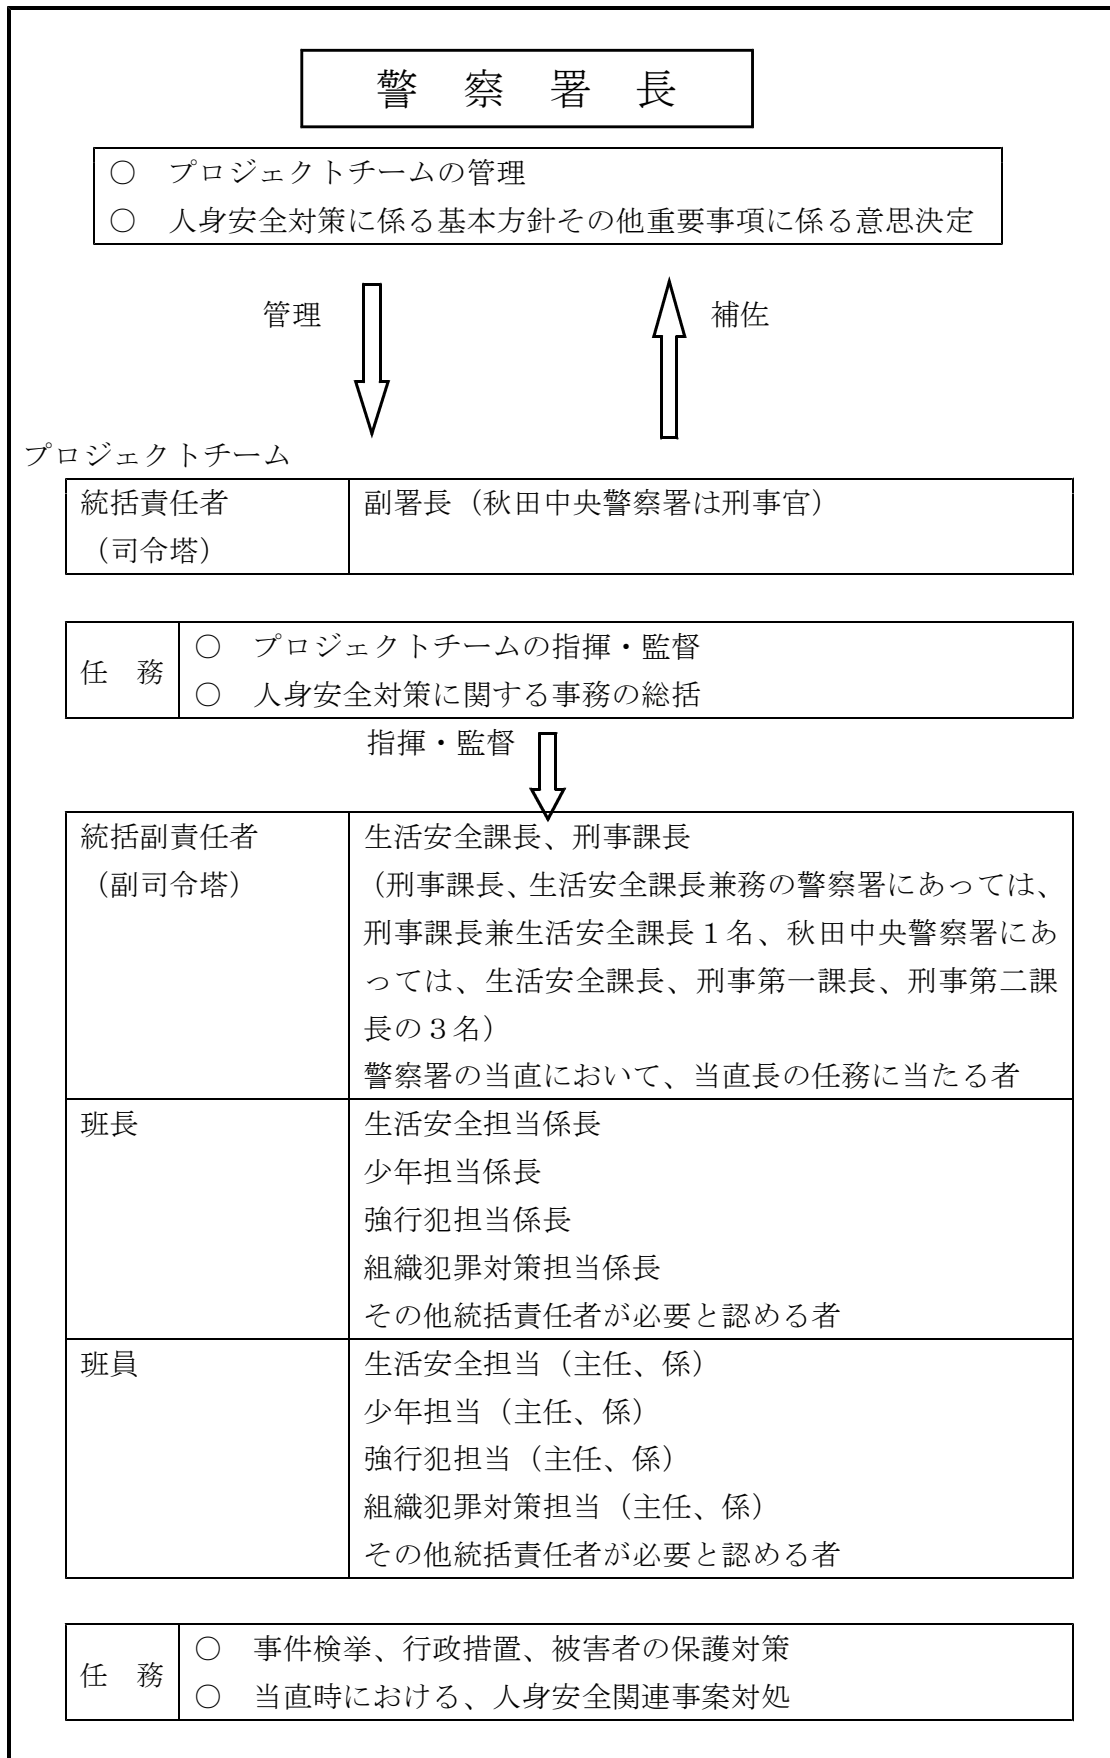 警察署長
○　プロジェクトチームの管理
○　人身安全対策に係る基本方針その他重要事項に係る意思決定
管理
補佐
プロジェクトチーム
統括責任者
（司令塔）
副署長（秋田中央警察署は刑事官）
任　務
○　プロジェクトチームの指揮・監督
○　人身安全対策に関する事務の総括
指揮・監督
統括副責任者
（副司令塔）
生活安全課長、刑事課長
（刑事課長、生活安全課長兼務の警察署にあっては、
刑事課長兼生活安全課長１名、秋田中央警察署にあ
っては、生活安全課長、刑事第一課長、刑事第二課
長の３名）
警察署の当直において、当直長の任務に当たる者
班長
生活安全担当係長
少年担当係長
強行犯担当係長
組織犯罪対策担当係長
その他統括責任者が必要と認める者
班員
生活安全担当（主任、係）
少年担当（主任、係）
強行犯担当（主任、係）
組織犯罪対策担当（主任、係）
その他統括責任者が必要と認める者
任　務
○　事件検挙、行政措置、被害者の保護対策
○　当直時における、人身安全関連事案対処